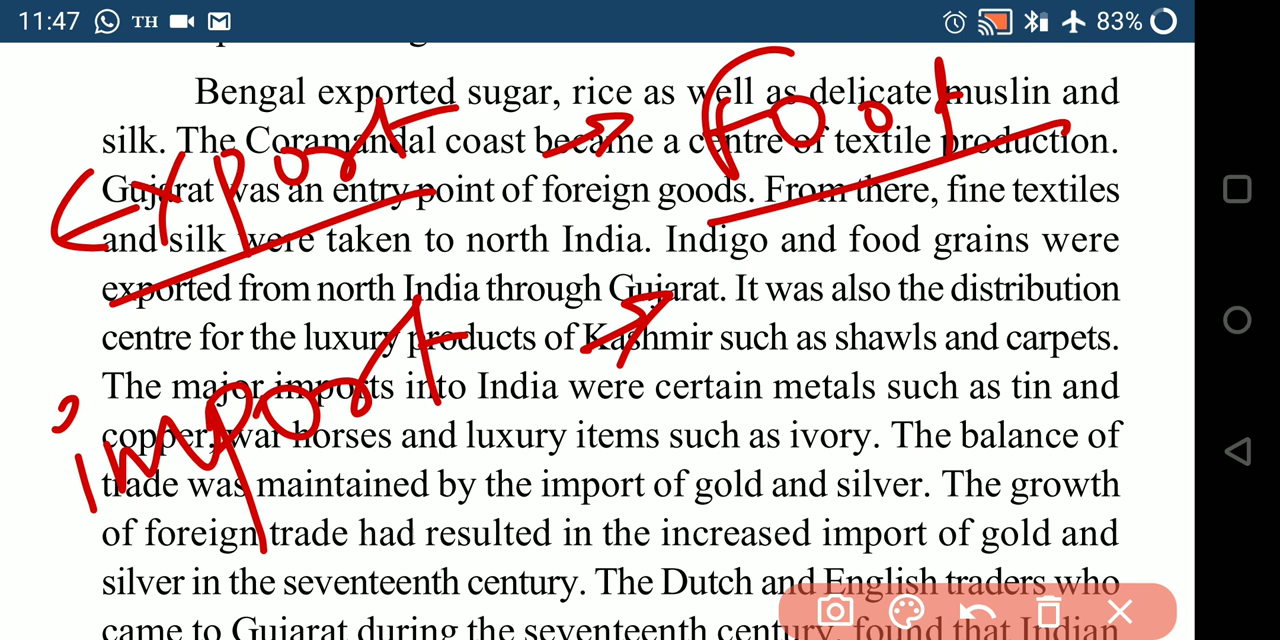 11:47 TH 83%
Bengal exported sugar, rice as well as delicate muslin and
silk. The Coramandal coast became a centre of textile production.
Gujarat was an entry point of foreign goods. From there, fine textiles
and silk were taken to north India. Indigo and food grains were
exported from north India through Gujarat. It was also the distribution
centre for the luxury products of Kashmir such as shawls and carpets.
The major imports into India were certain metals such as tin and
copper, war horses and luxury items such as ivory. The balance of
trade was maintained by the import of gold and silver. The growth
of foreign trade had resulted in the increased import of gold and
silver in the seventeenth century. The Dutch and English traders who
came to Gujarat during the seventeenth century, found that Indian
Export
Food
import